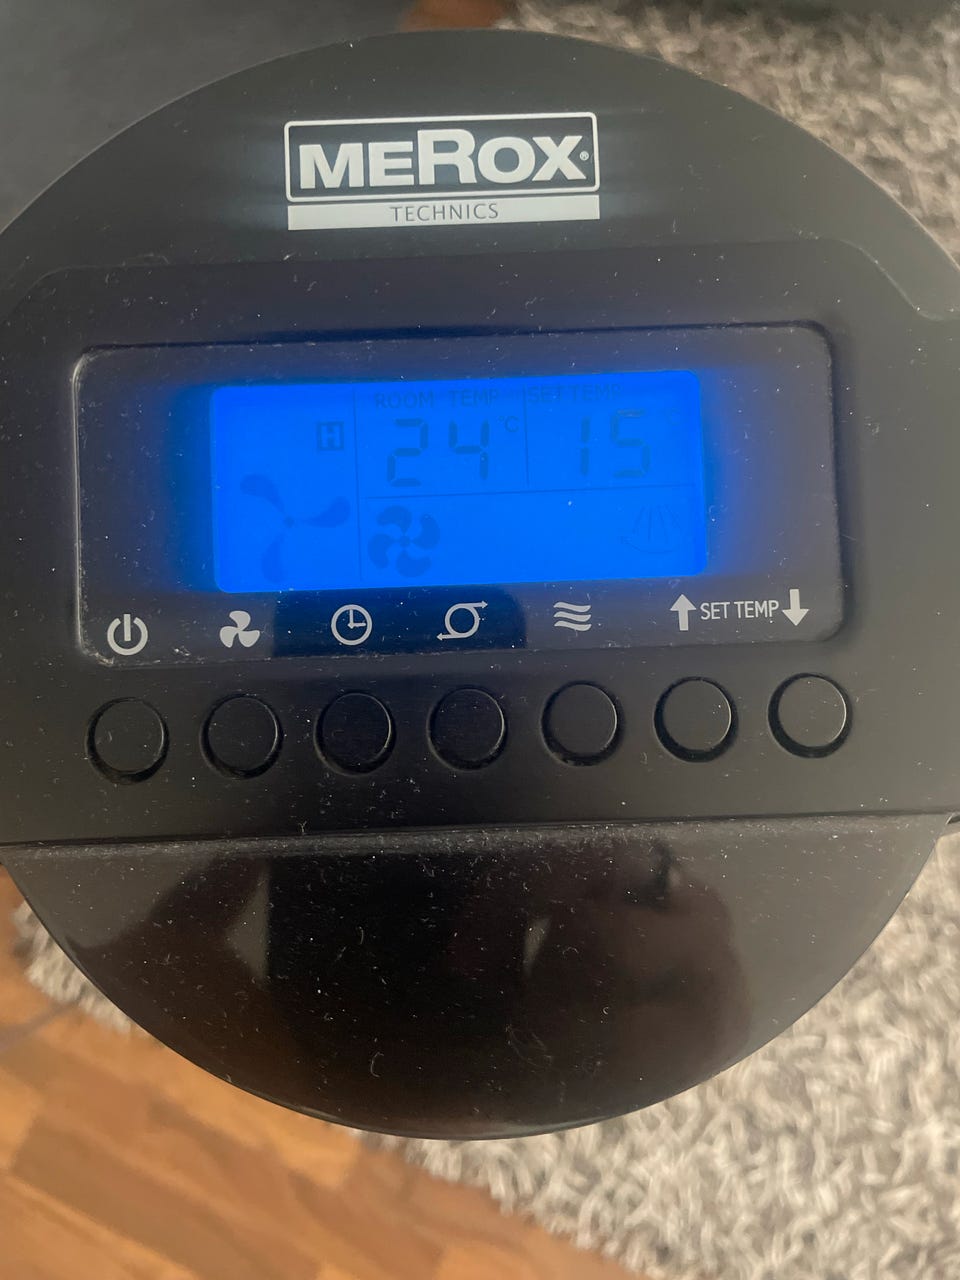 MEROX®
TECHNICS
ROOM TEMP SET TEMP
H 24 °C 15
SET TEMP